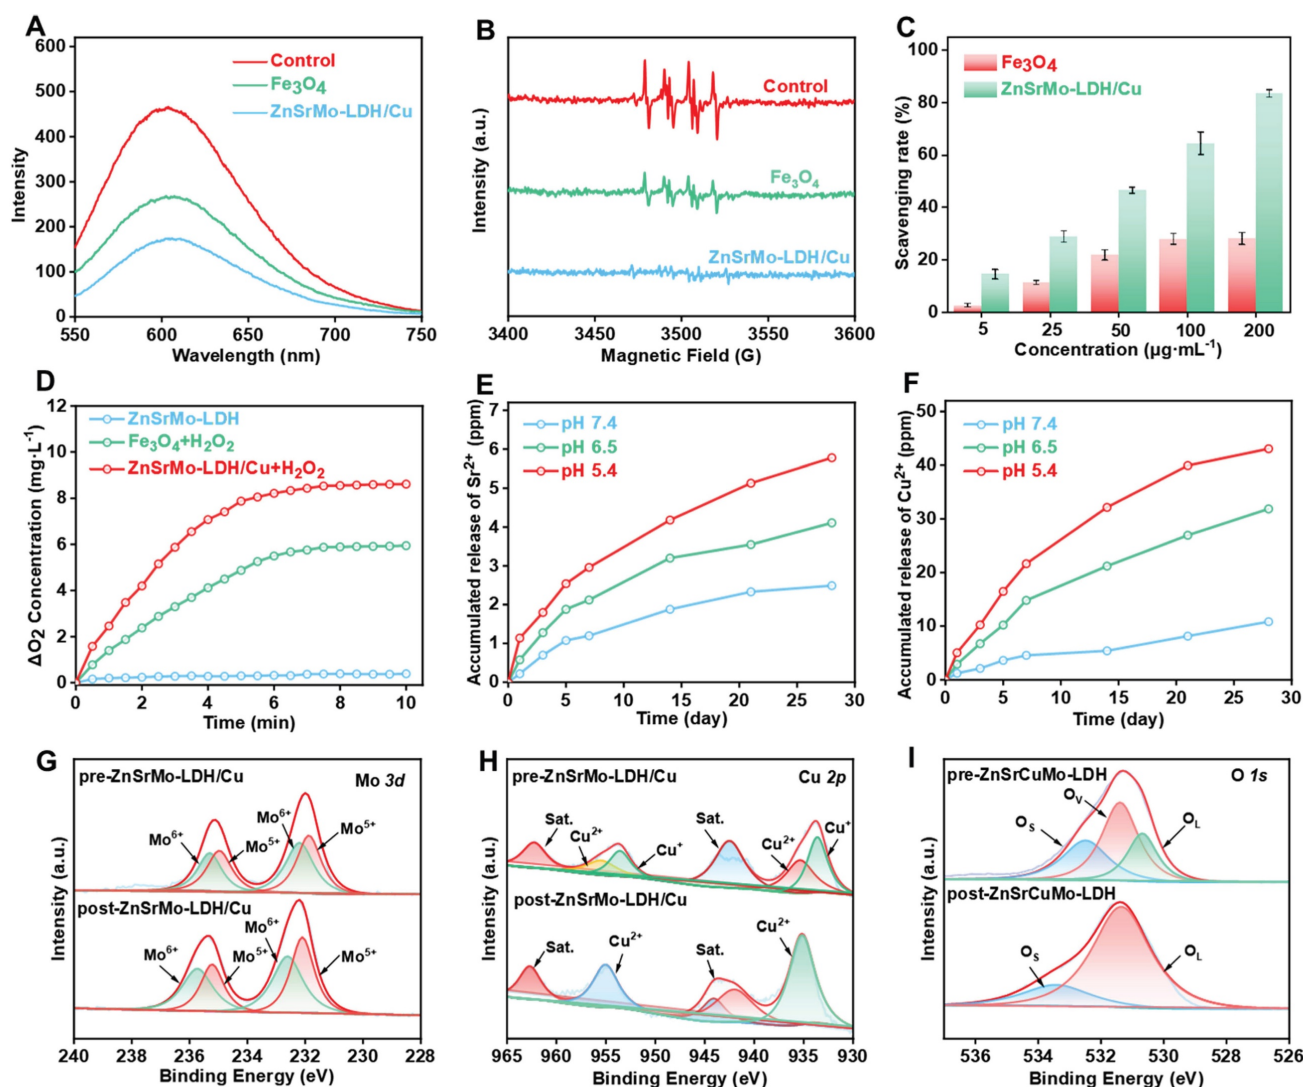 A
600
500
400
300
200
100
0
Intensity
Control
Fe₃O₄
ZnSrMo-LDH/Cu
550 600 650 700 750
Wavelength (nm)
B
Intensity (a.u.)
Control
Fe₃O₄
ZnSrMo-LDH/Cu
3400 3450 3500 3550 3600
Magnetic Field (G)
C
100
80
60
40
20
0
Scavenging rate (%)
Fe₃O₄
ZnSrMo-LDH/Cu
5 25 50 100 200
Concentration (μg·mL⁻¹)
D
12
10
8
6
4
2
0
ΔO2 Concentration (mg·L⁻¹)
ZnSrMo-LDH
Fe₃O₄+H₂O₂
ZnSrMo-LDH/Cu+H₂O₂
0 2 4 6 8 10
Time (min)
E
7
6
5
4
3
2
1
0
Accumulated release of Sr²⁺ (ppm)
pH 7.4
pH 6.5
pH 5.4
0 5 10 15 20 25 30
Time (day)
F
50
40
30
20
10
0
Accumulated release of Cu²⁺ (ppm)
pH 7.4
pH 6.5
pH 5.4
0 5 10 15 20 25 30
Time (day)
G
pre-ZnSrMo-LDH/Cu
Mo 3d
Mo⁶⁺
Mo⁵⁺
Mo⁶⁺
Mo⁵⁺
post-ZnSrMo-LDH/Cu
Mo⁶⁺
Mo⁵⁺
Mo⁶⁺
Mo⁵⁺
Intensity (a.u.)
240 238 236 234 232 230 228
Binding Energy (eV)
H
pre-ZnSrMo-LDH/Cu
Cu 2p
Sat.
Cu²⁺
Cu⁺
Sat.
Cu²⁺
Cu⁺
post-ZnSrMo-LDH/Cu
Sat.
Cu²⁺
Sat.
Cu²⁺
Intensity (a.u.)
965 960 955 950 945 940 935 930
Binding Energy (eV)
I
pre-ZnSrCuMo-LDH
O 1s
O_S
O_V
O_L
post-ZnSrCuMo-LDH
O_S
O_L
Intensity (a.u.)
536 534 532 530 528 526
Binding Energy (eV)